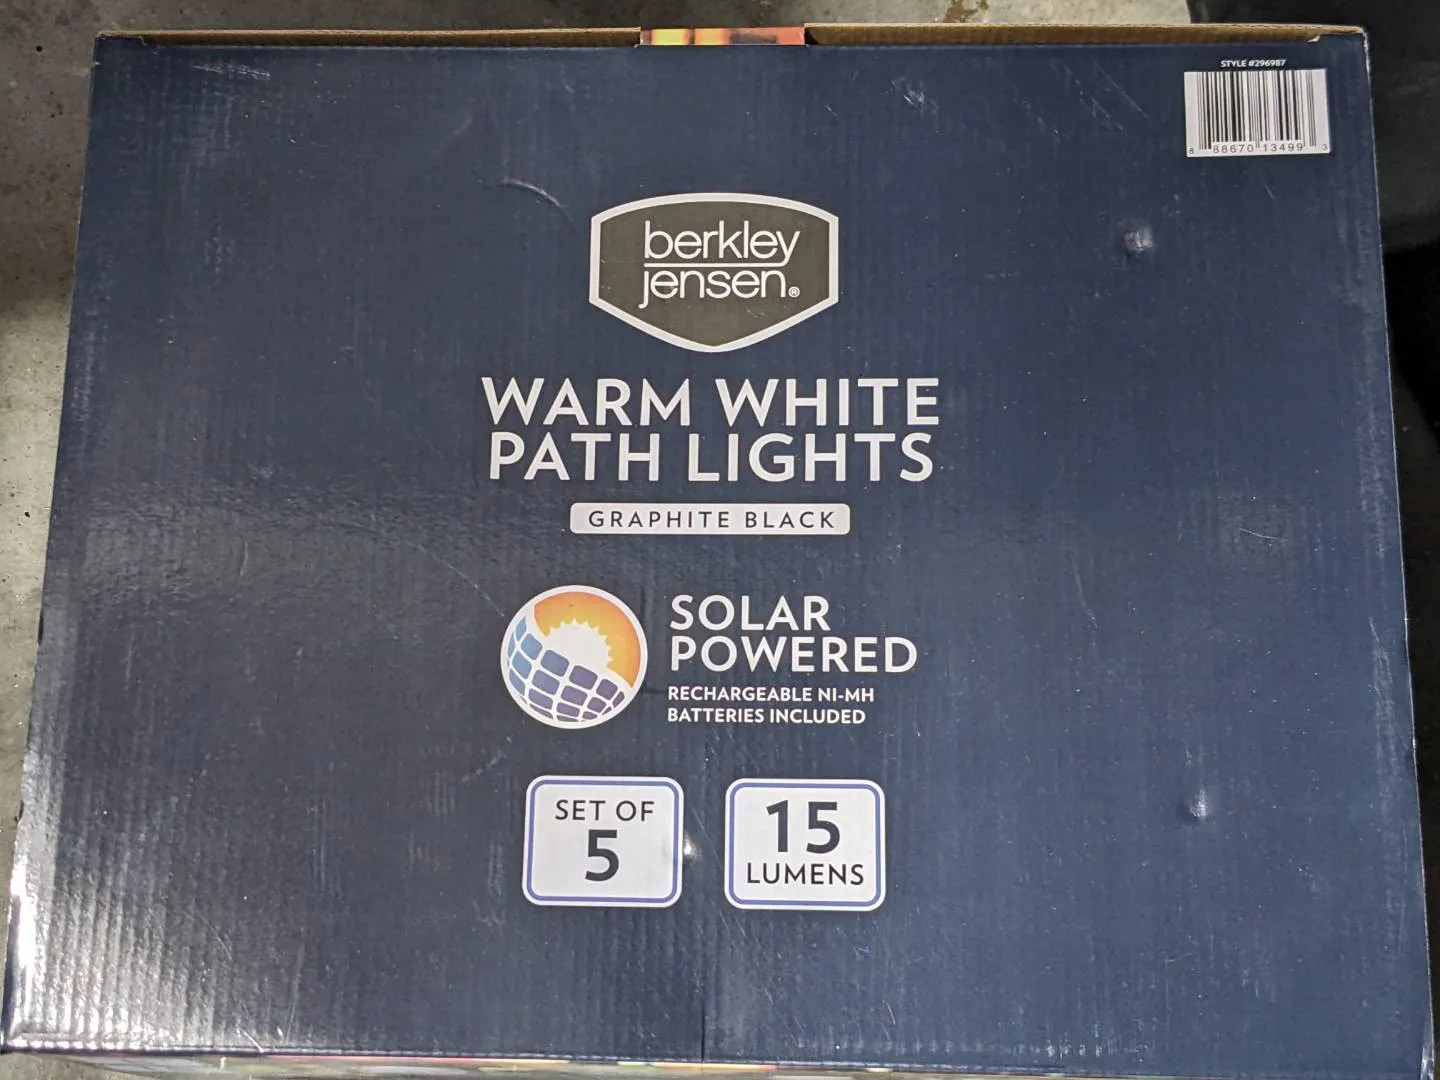 STYLE #296987
8 88670 13499 3
berkley
jensen®
WARM WHITE
PATH LIGHTS
GRAPHITE BLACK
SOLAR
POWERED
RECHARGEABLE NI-MH
BATTERIES INCLUDED
SET OF
5
15
LUMENS